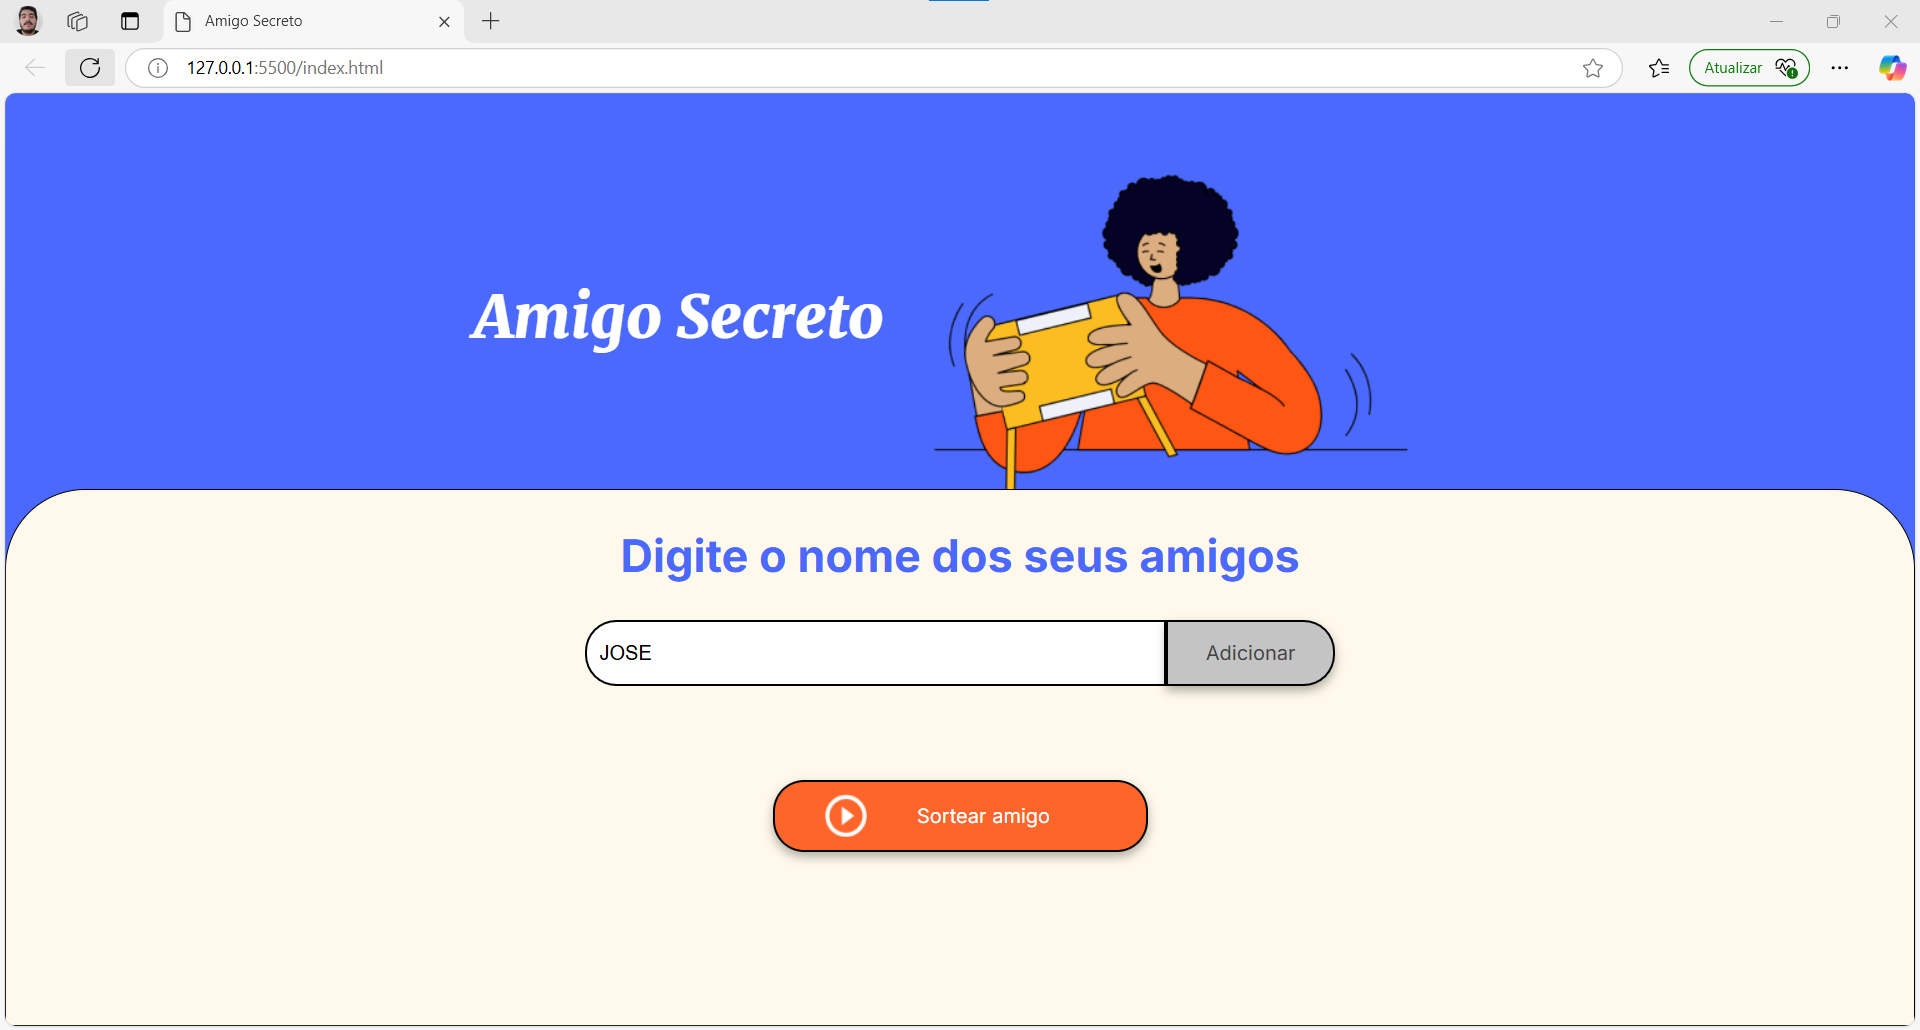 Amigo Secreto
127.0.0.1:5500/index.html
Atualizar
Amigo Secreto
Digite o nome dos seus amigos
JOSE
Adicionar
Sortear amigo